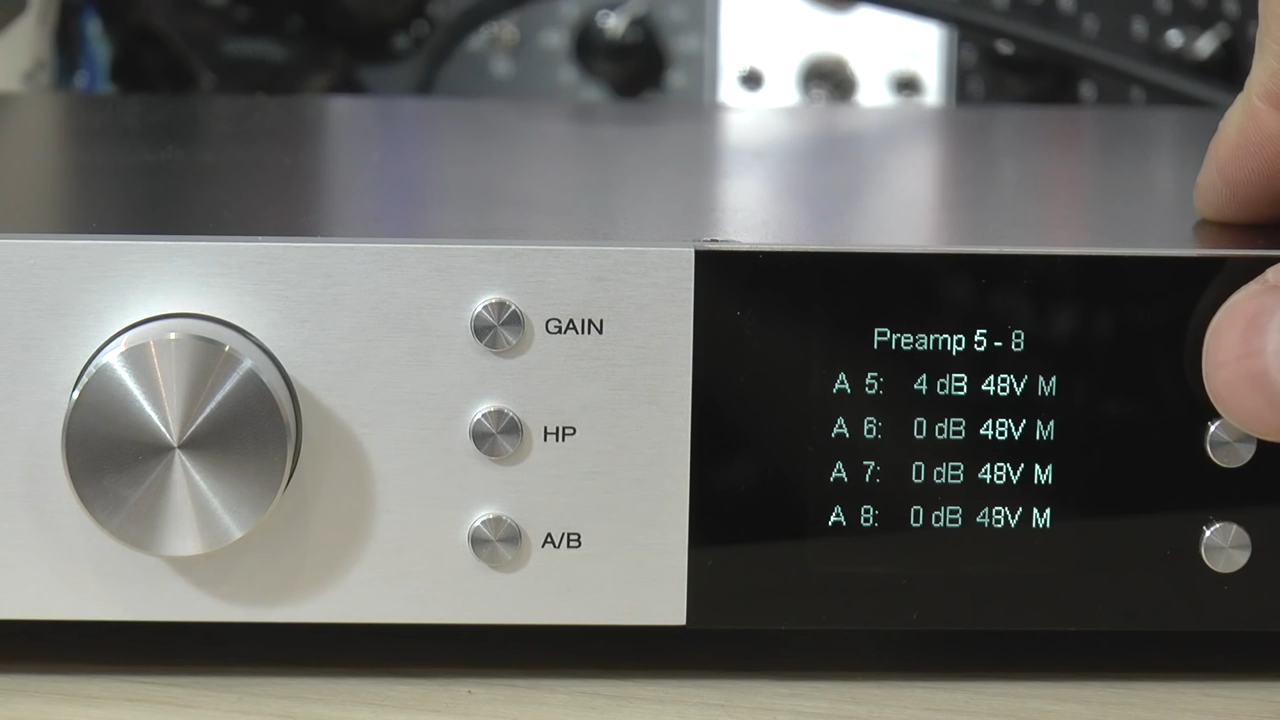 GAIN
HP
A/B
Preamp 5 - 8
A 5: 4 dB 48V M
A 6: 0 dB 48V M
A 7: 0 dB 48V M
A 8: 0 dB 48V M